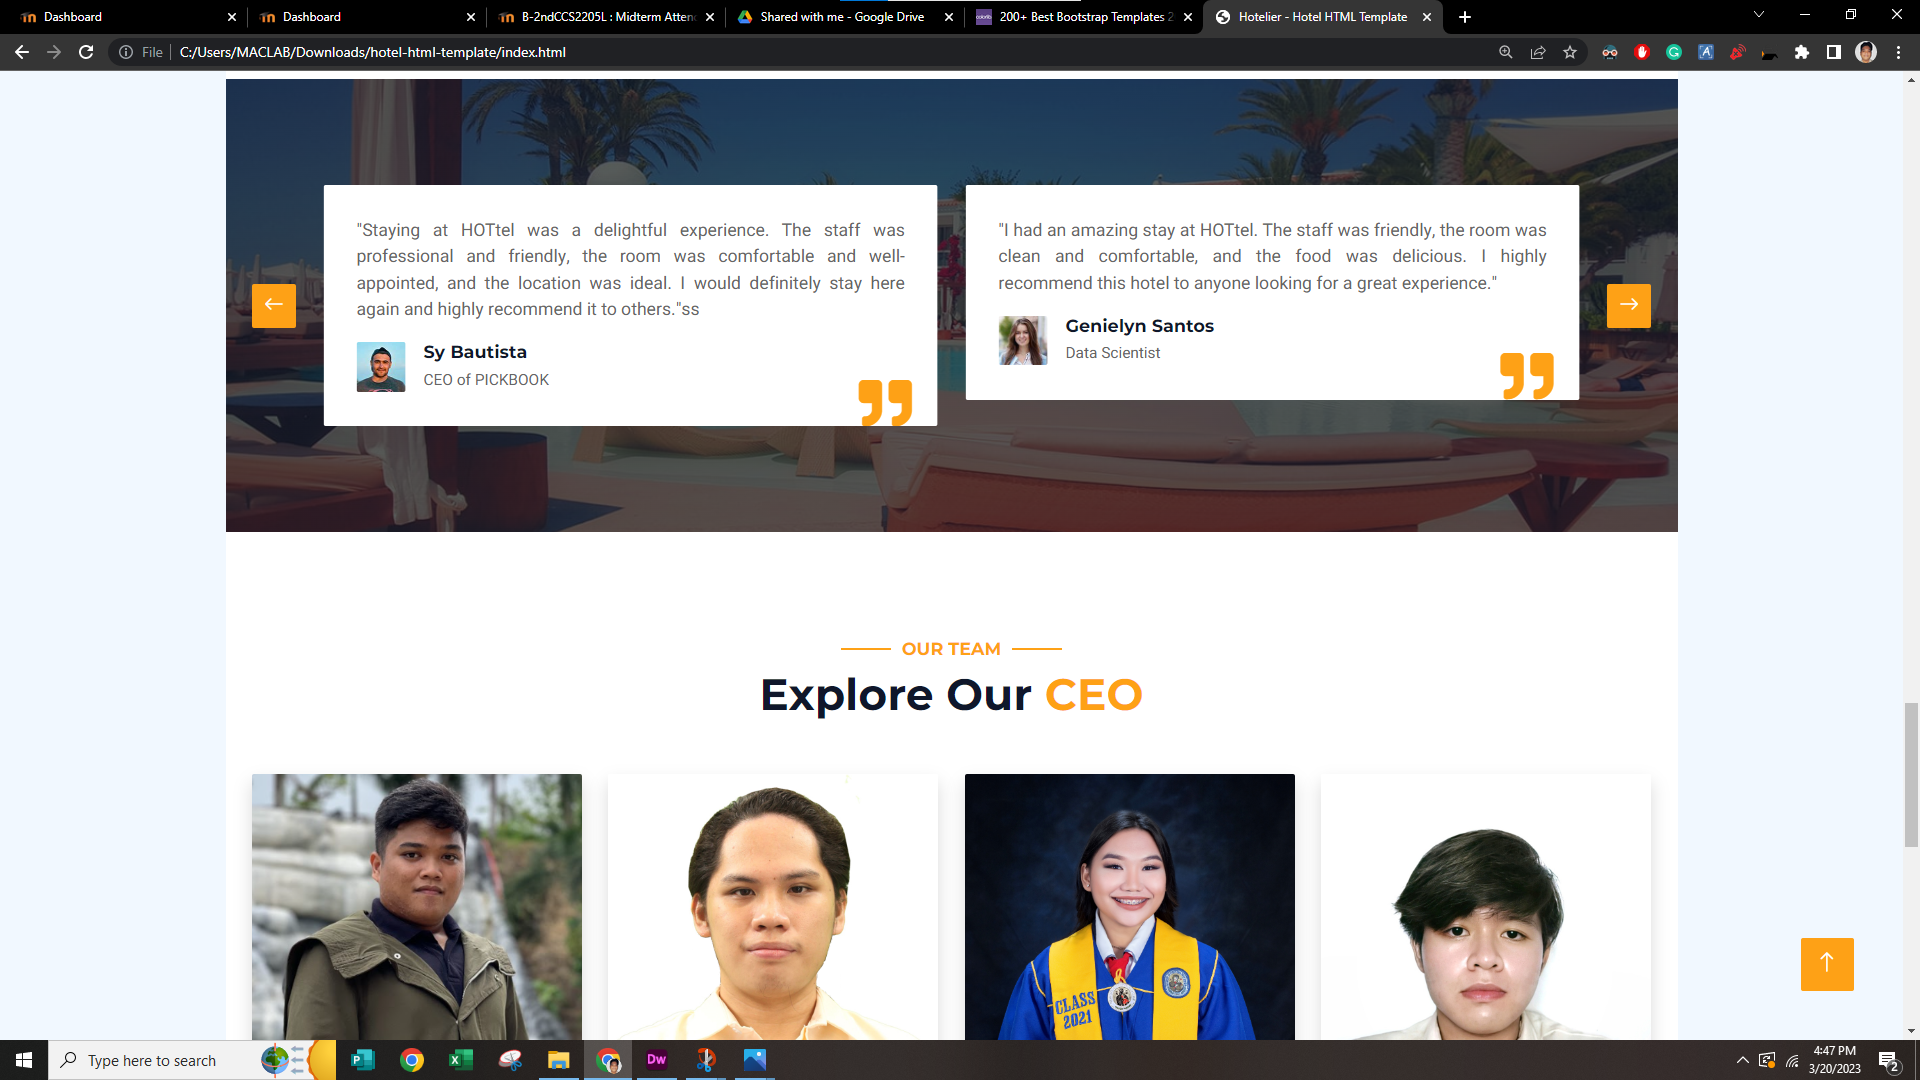 Dashboard
Dashboard
B-2ndCCS2205L : Midterm Atten
Shared with me - Google Drive
200+ Best Bootstrap Templates 2
Hotelier - Hotel HTML Template
File
C:/Users/MACLAB/Downloads/hotel-html-template/index.html
"Staying at HOTtel was a delightful experience. The staff was
professional and friendly, the room was comfortable and well-
appointed, and the location was ideal. I would definitely stay here
again and highly recommend it to others."ss
Sy Bautista
CEO of PICKBOOK
"I had an amazing stay at HOTtel. The staff was friendly, the room was
clean and comfortable, and the food was delicious. I highly
recommend this hotel to anyone looking for a great experience."
Genielyn Santos
Data Scientist
OUR TEAM
Explore Our CEO
CLASS
2021
Type here to search
Dw
4:47 PM
3/20/2023
2